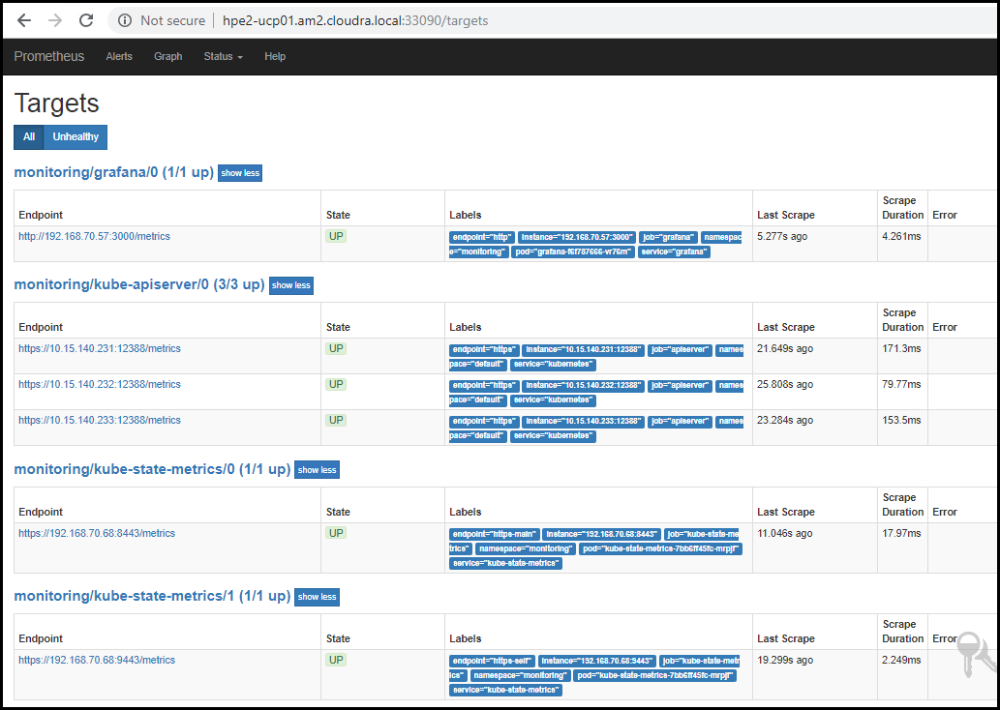 Not secure | hpe2-ucp01.am2.cloudra.local:33090/targets
Prometheus Alerts Graph Status Help
Targets
All Unhealthy
monitoring/grafana/0 (1/1 up) show less
Endpoint State Labels Last Scrape Scrape Duration Error
http://192.168.70.57:3000/metrics UP endpoint="http" instance="192.168.70.57:3000" job="grafana" namespac 5.277s ago 4.261ms
e="monitoring" pod="grafana-f6f787666-vr76m" service="grafana"
monitoring/kube-apiserver/0 (3/3 up) show less
Endpoint State Labels Last Scrape Scrape Duration Error
https://10.15.140.231:12388/metrics UP endpoint="https" instance="10.15.140.231:12388" job="apiserver" names 21.649s ago 171.3ms
pace="default" service="kubernetes"
https://10.15.140.232:12388/metrics UP endpoint="https" instance="10.15.140.232:12388" job="apiserver" names 25.808s ago 79.77ms
pace="default" service="kubernetes"
https://10.15.140.233:12388/metrics UP endpoint="https" instance="10.15.140.233:12388" job="apiserver" names 23.284s ago 153.5ms
pace="default" service="kubernetes"
monitoring/kube-state-metrics/0 (1/1 up) show less
Endpoint State Labels Last Scrape Scrape Duration Error
https://192.168.70.68:8443/metrics UP endpoint="https-main" instance="192.168.70.68:8443" job="kube-state-me 11.046s ago 17.97ms
trics" namespace="monitoring" pod="kube-state-metrics-7bb6ff45fc-mrpjf"
service="kube-state-metrics"
monitoring/kube-state-metrics/1 (1/1 up) show less
Endpoint State Labels Last Scrape Scrape Duration Error
https://192.168.70.68:9443/metrics UP endpoint="https-self" instance="192.168.70.68:9443" job="kube-state-metr 19.299s ago 2.249ms
ics" namespace="monitoring" pod="kube-state-metrics-7bb6ff45fc-mrpjf"
service="kube-state-metrics"